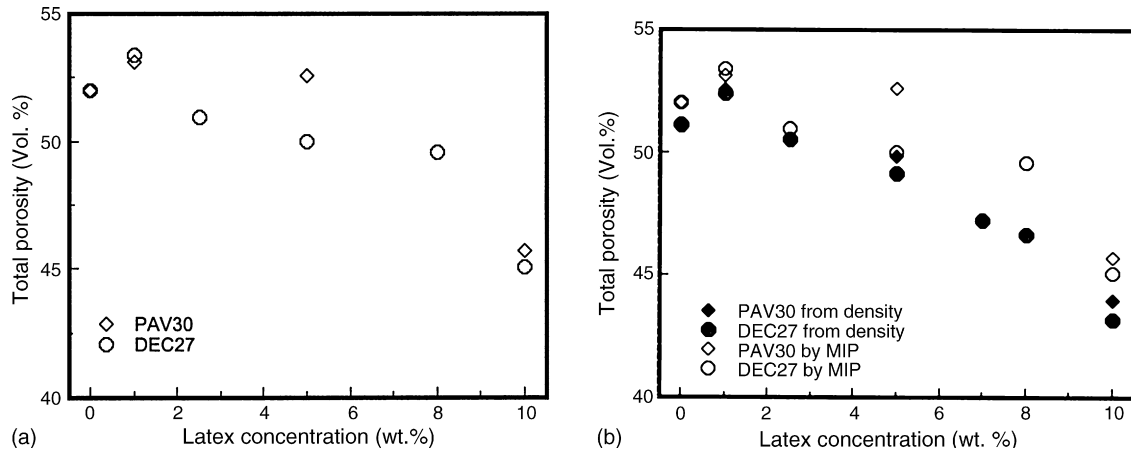 55
50
45
40
Total porosity (Vol. %)
PAV30
DEC27
0 2 4 6 8 10
(a) Latex concentration (wt.%)
55
50
45
40
Total porosity (Vol.%)
PAV30 from density
DEC27 from density
PAV30 by MIP
DEC27 by MIP
0 2 4 6 8 10
(b) Latex concentration (wt. %)